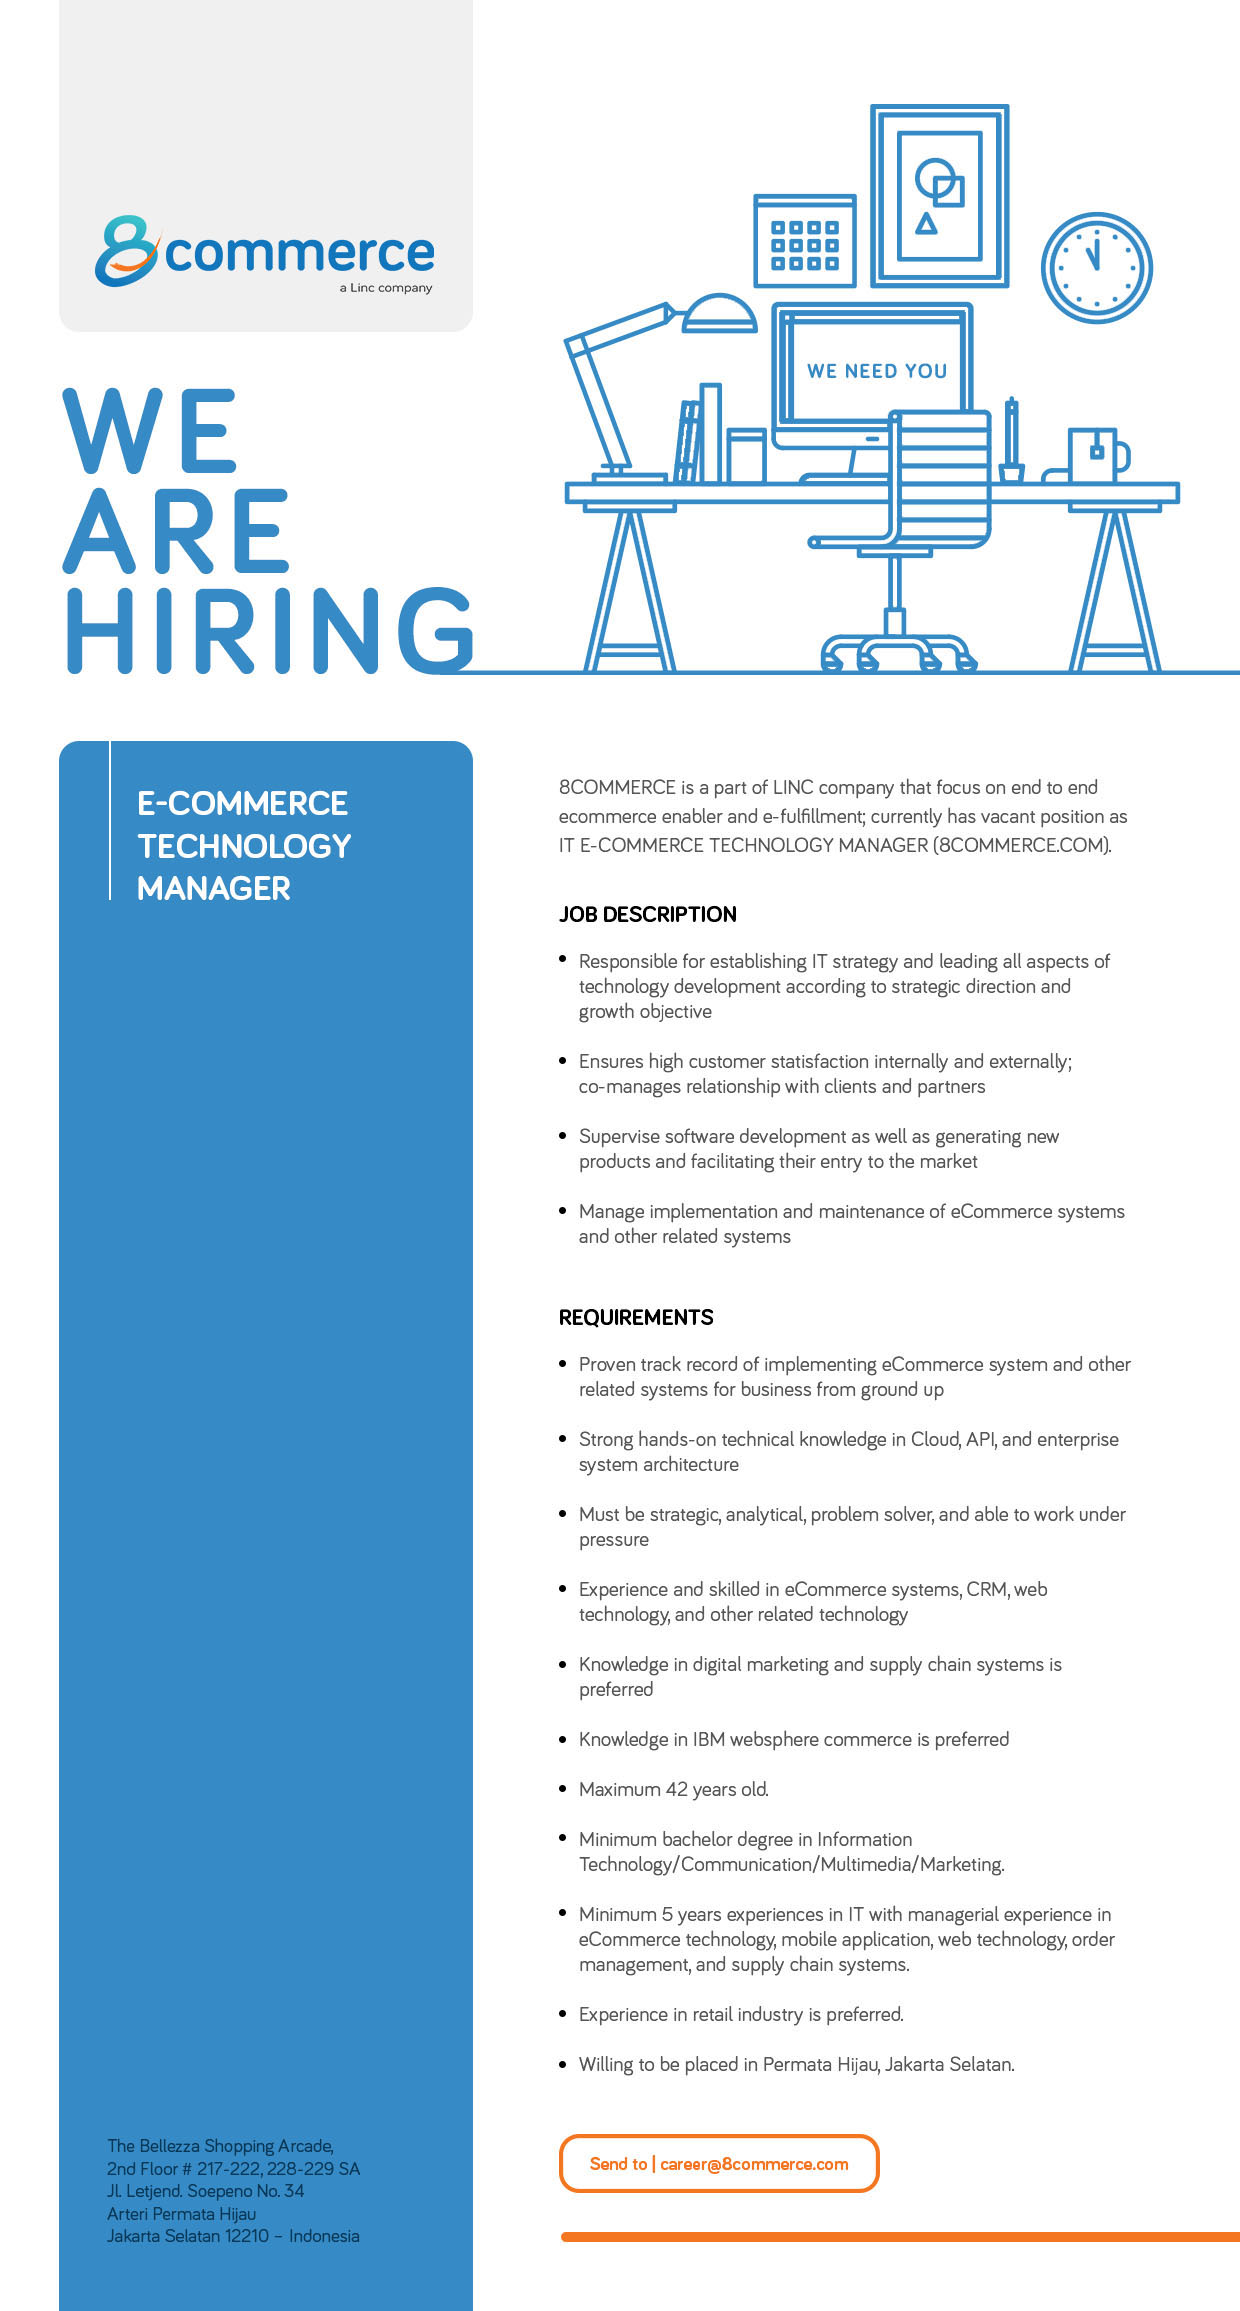 8commerce
a Linc company
WE
ARE
HIRING
WE NEED YOU
E-COMMERCE
TECHNOLOGY
MANAGER
8COMMERCE is a part of LINC company that focus on end to end
ecommerce enabler and e-fulfillment; currently has vacant position as
IT E-COMMERCE TECHNOLOGY MANAGER (8COMMERCE.COM).
JOB DESCRIPTION
• Responsible for establishing IT strategy and leading all aspects of
technology development according to strategic direction and
growth objective
• Ensures high customer statisfaction internally and externally;
co-manages relationship with clients and partners
• Supervise software development as well as generating new
products and facilitating their entry to the market
• Manage implementation and maintenance of eCommerce systems
and other related systems
REQUIREMENTS
• Proven track record of implementing eCommerce system and other
related systems for business from ground up
• Strong hands-on technical knowledge in Cloud, API, and enterprise
system architecture
• Must be strategic, analytical, problem solver, and able to work under
pressure
• Experience and skilled in eCommerce systems, CRM, web
technology, and other related technology
• Knowledge in digital marketing and supply chain systems is
preferred
• Knowledge in IBM websphere commerce is preferred
• Maximum 42 years old.
• Minimum bachelor degree in Information
Technology/Communication/Multimedia/Marketing.
• Minimum 5 years experiences in IT with managerial experience in
eCommerce technology, mobile application, web technology, order
management, and supply chain systems.
• Experience in retail industry is preferred.
• Willing to be placed in Permata Hijau, Jakarta Selatan.
Send to | career@8commerce.com
The Bellezza Shopping Arcade,
2nd Floor # 217-222, 228-229 SA
Jl. Letjend. Soepeno No. 34
Arteri Permata Hijau
Jakarta Selatan 12210 – Indonesia